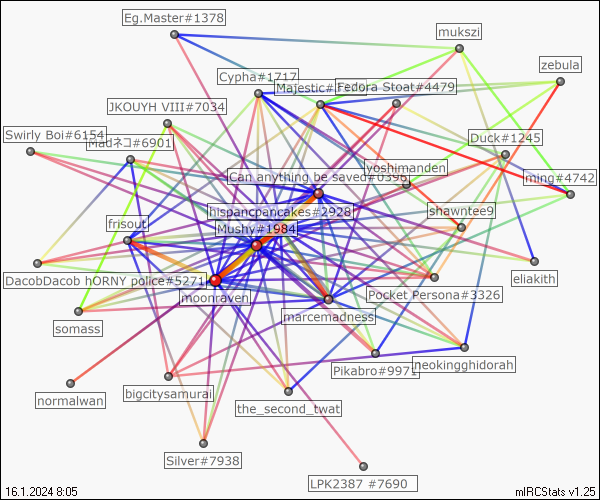 Eg.Master#1378
mukszi
zebula
Cypha#1717
Majestic#
Fedora Stoat#4479
JKOUYH VIII#7034
Swirly Boi#6154
Madネコ#6901
Duck#1245
yoshimanden
Can anything be saved#0396
ming#4742
hispancpancakes#2928
shawntee9
frisout
Mushy#1984
DacobDacob hORNY police#5271
eliakith
moonraven
Pocket Persona#3326
marcemadness
somass
Pikabro#9971
neokingghidorah
normalwan
bigcitysamurai
the_second_twat
Silver#7938
LPK2387 #7690
16.1.2024 8:05
mIRCStats v1.25